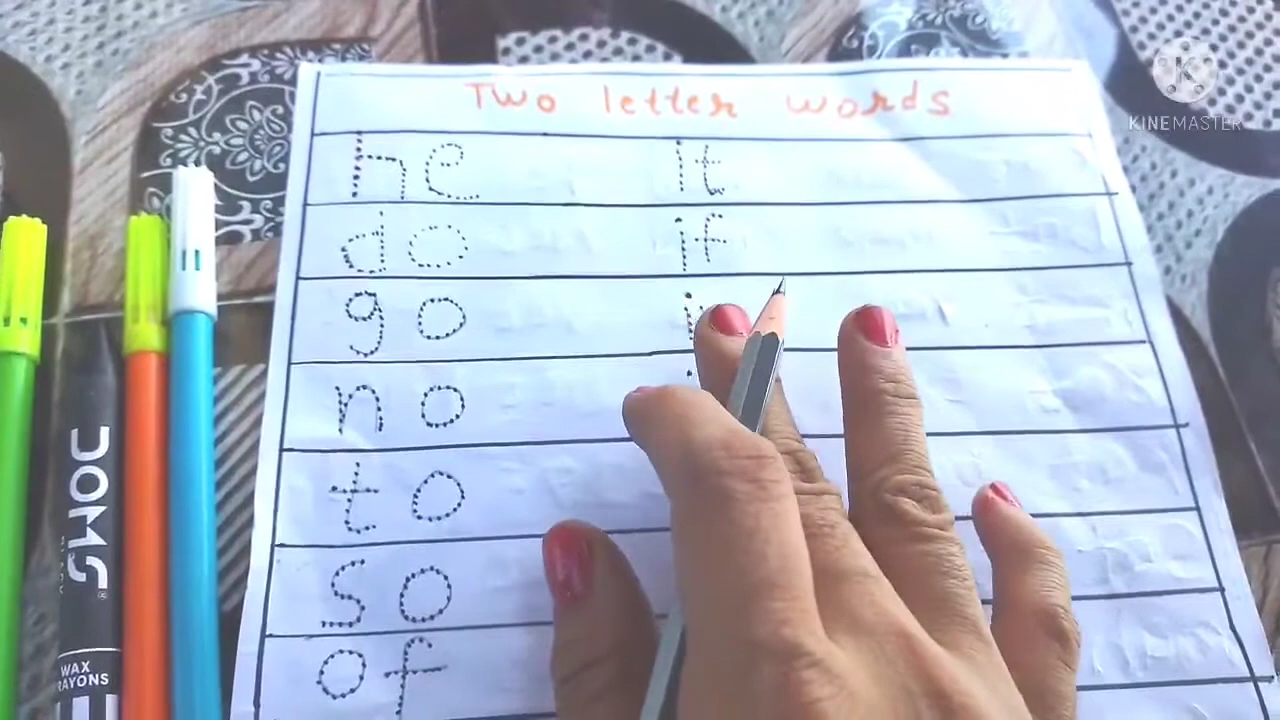 Two letter words
he it
do if
go
no
to
so
of
DOMS
WAX
RAYONS
KINEMASTER